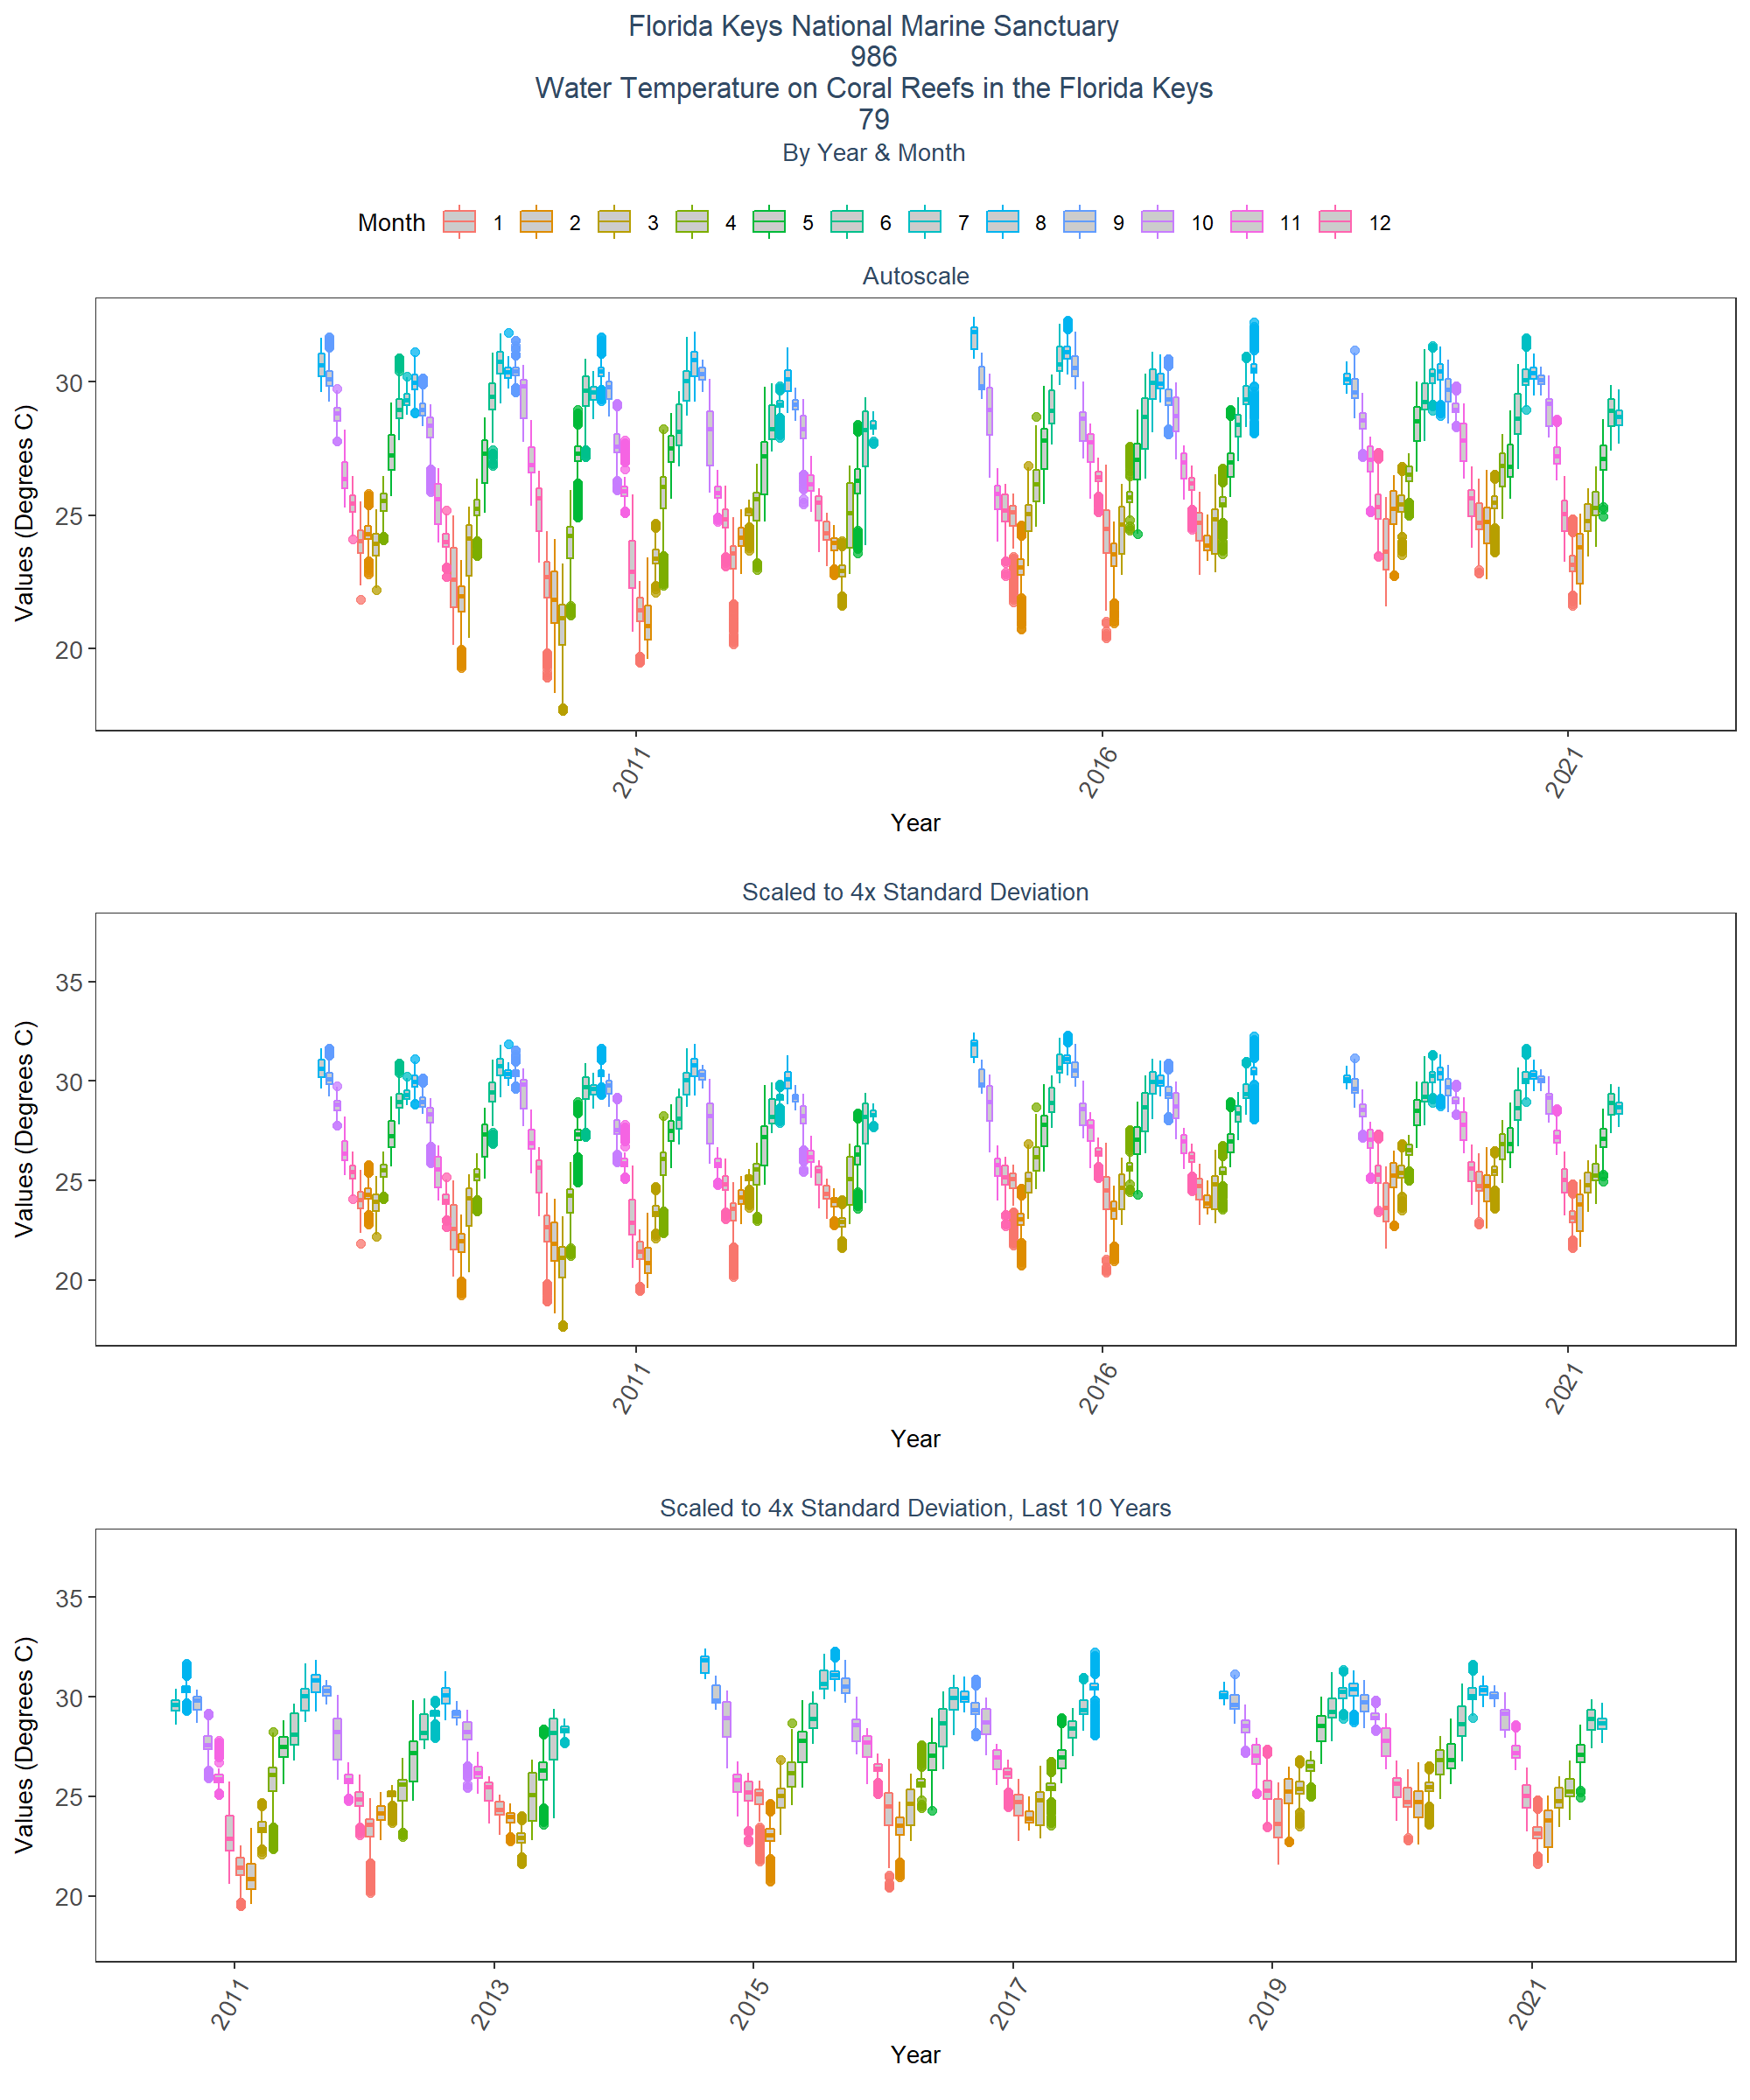 Florida Keys National Marine Sanctuary
986
Water Temperature on Coral Reefs in the Florida Keys
79
By Year & Month
Month 1 2 3 4 5 6 7 8 9 10 11 12
Autoscale
Values (Degrees C)
30
25
20
2011 2016 2021
Year
Scaled to 4x Standard Deviation
Values (Degrees C)
35
30
25
20
2011 2016 2021
Year
Scaled to 4x Standard Deviation, Last 10 Years
Values (Degrees C)
35
30
25
20
2011 2013 2015 2017 2019 2021
Year